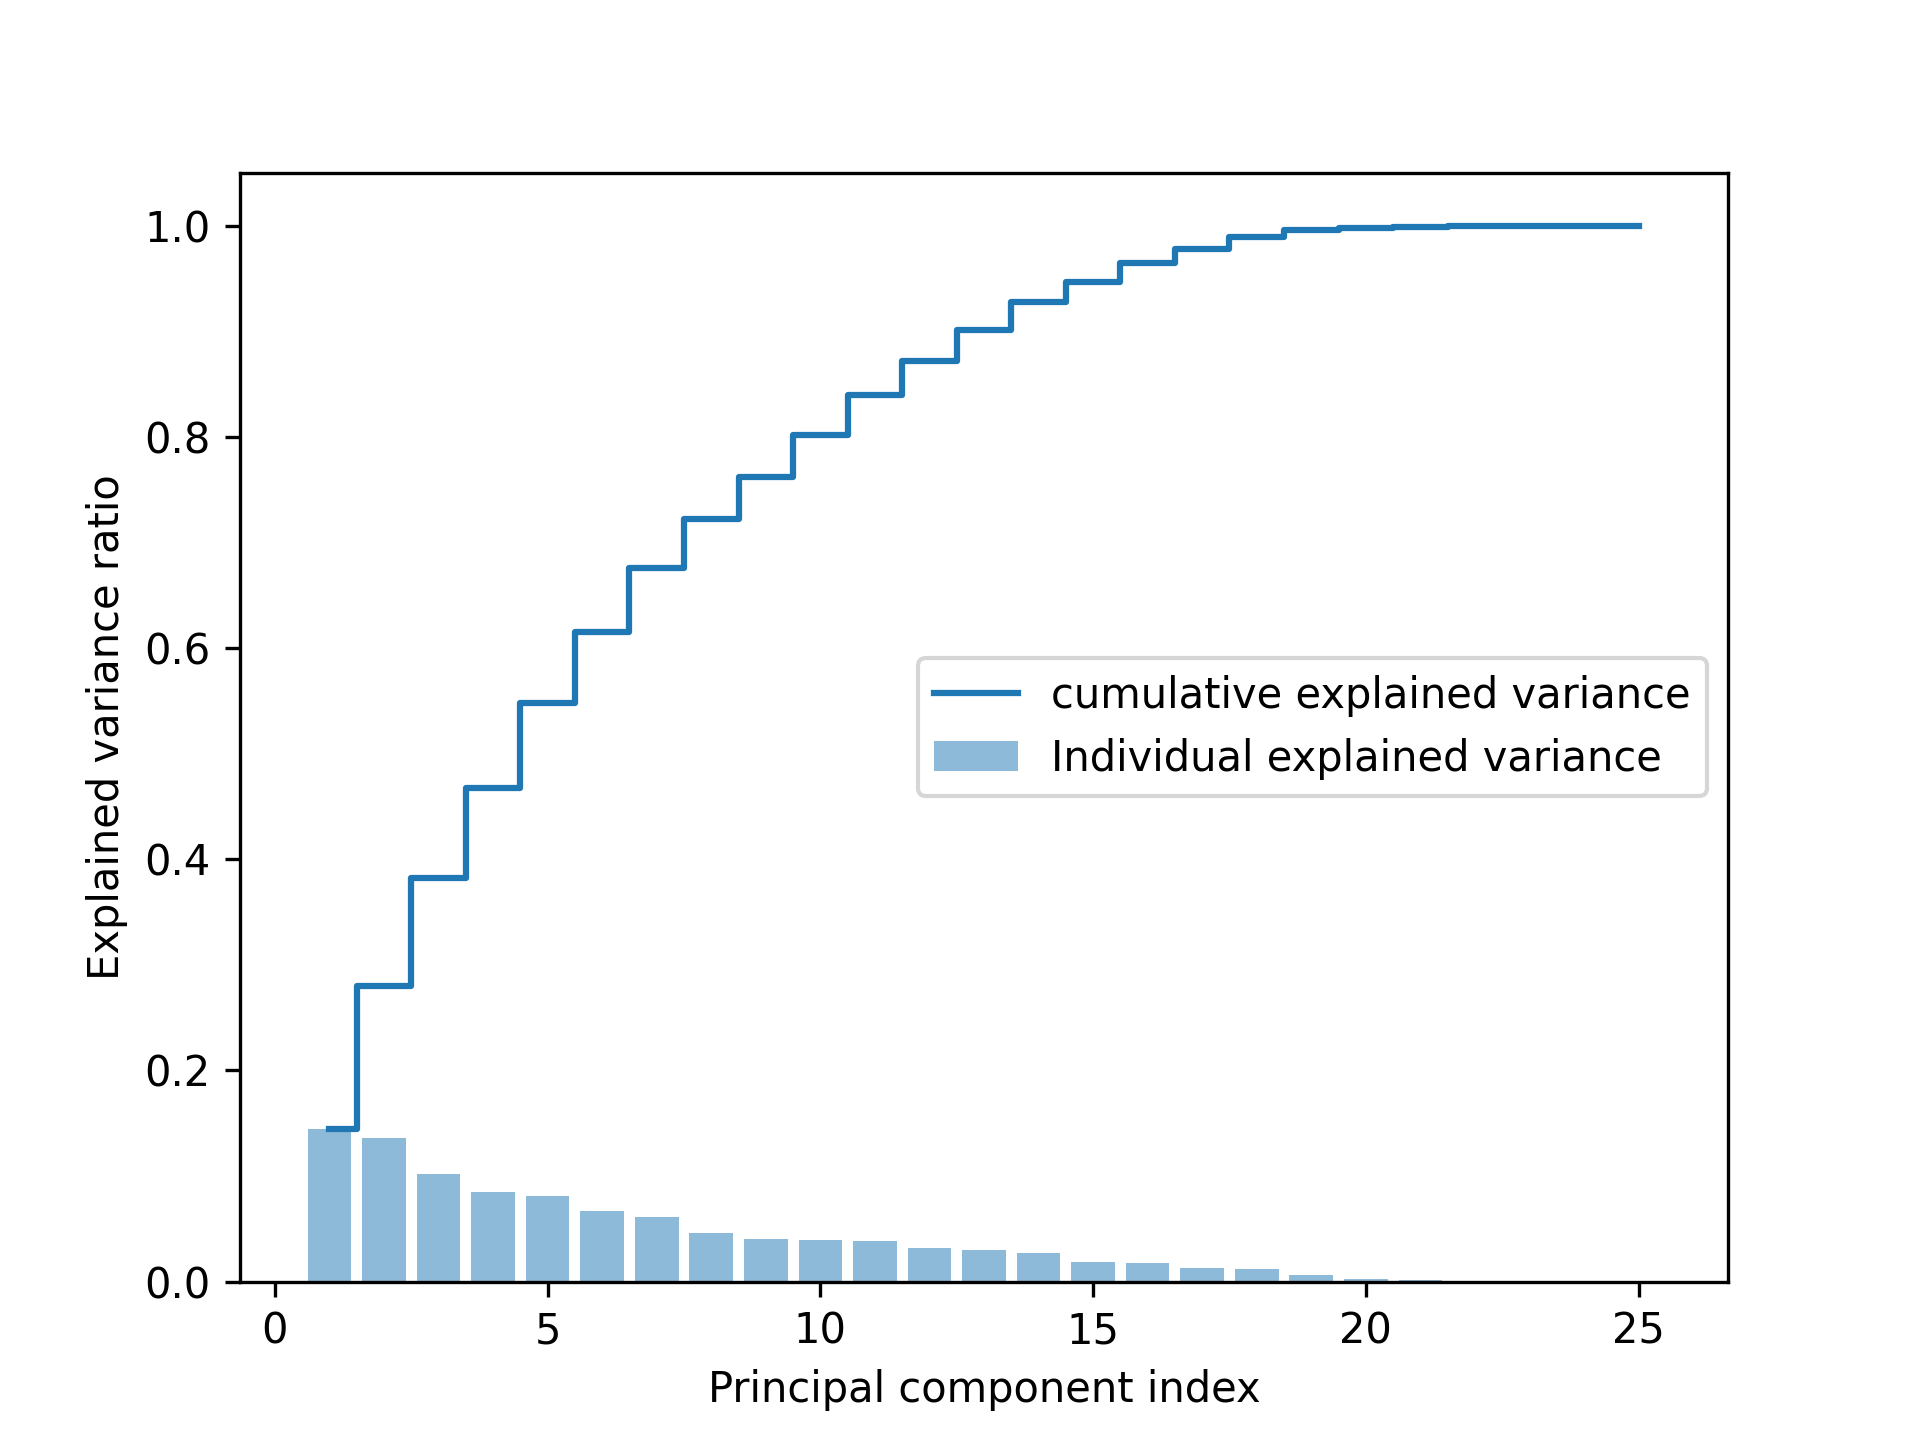 1.0
0.8
0.6
0.4
0.2
0.0
Explained variance ratio
cumulative explained variance
Individual explained variance
0 5 10 15 20 25
Principal component index